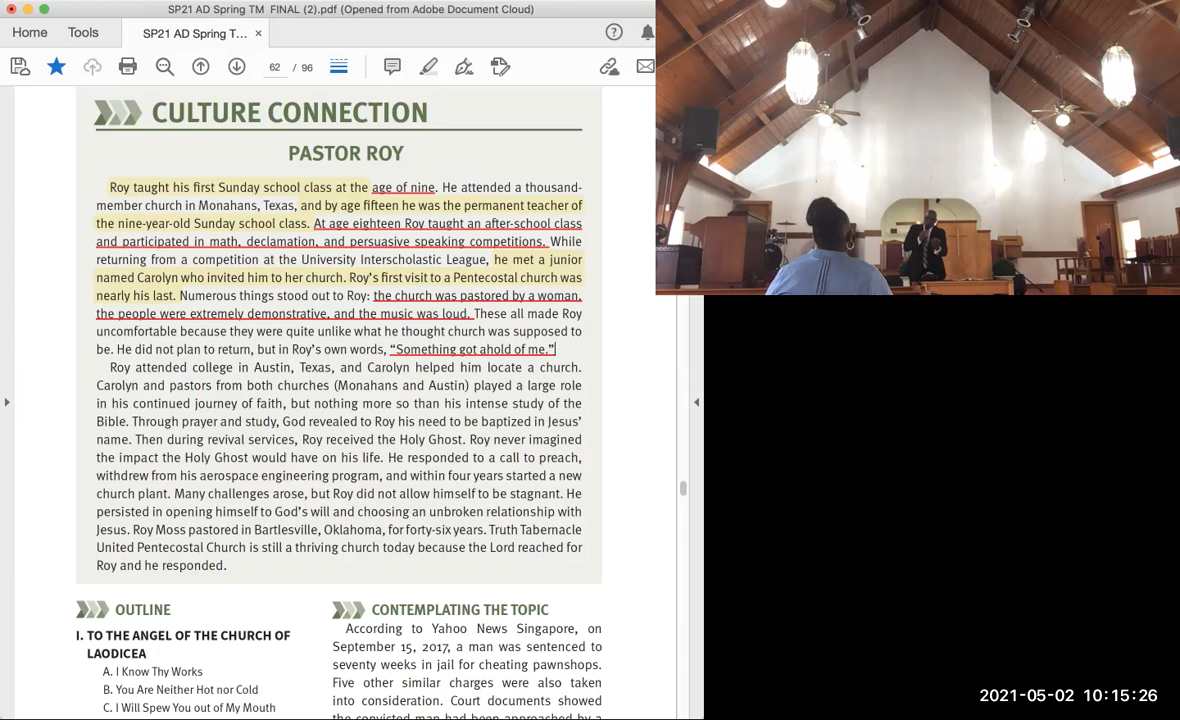 SP21 AD Spring TM FINAL (2).pdf (Opened from Adobe Document Cloud)
Home Tools SP21 AD Spring T... ×
62 / 96
CULTURE CONNECTION
PASTOR ROY
Roy taught his first Sunday school class at the age of nine. He attended a thousand-
member church in Monahans, Texas, and by age fifteen he was the permanent teacher of
the nine-year-old Sunday school class. At age eighteen Roy taught an after-school class
and participated in math, declamation, and persuasive speaking competitions. While
returning from a competition at the University Interscholastic League, he met a junior
named Carolyn who invited him to her church. Roy's first visit to a Pentecostal church was
nearly his last. Numerous things stood out to Roy: the church was pastored by a woman,
the people were extremely demonstrative, and the music was loud. These all made Roy
uncomfortable because they were quite unlike what he thought church was supposed to
be. He did not plan to return, but in Roy's own words, “Something got ahold of me.”
Roy attended college in Austin, Texas, and Carolyn helped him locate a church.
Carolyn and pastors from both churches (Monahans and Austin) played a large role
in his continued journey of faith, but nothing more so than his intense study of the
Bible. Through prayer and study, God revealed to Roy his need to be baptized in Jesus'
name. Then during revival services, Roy received the Holy Ghost. Roy never imagined
the impact the Holy Ghost would have on his life. He responded to a call to preach,
withdrew from his aerospace engineering program, and within four years started a new
church plant. Many challenges arose, but Roy did not allow himself to be stagnant. He
persisted in opening himself to God's will and choosing an unbroken relationship with
Jesus. Roy Moss pastored in Bartlesville, Oklahoma, for forty-six years. Truth Tabernacle
United Pentecostal Church is still a thriving church today because the Lord reached for
Roy and he responded.
OUTLINE
I. TO THE ANGEL OF THE CHURCH OF
LAODICEA
A. I Know Thy Works
B. You Are Neither Hot nor Cold
C. I Will Spew You out of My Mouth
CONTEMPLATING THE TOPIC
According to Yahoo News Singapore, on
September 15, 2017, a man was sentenced to
seventy weeks in jail for cheating pawnshops.
Five other similar charges were also taken
into consideration. Court documents showed
the convicted man had been approached by a
2021-05-02 10:15:26